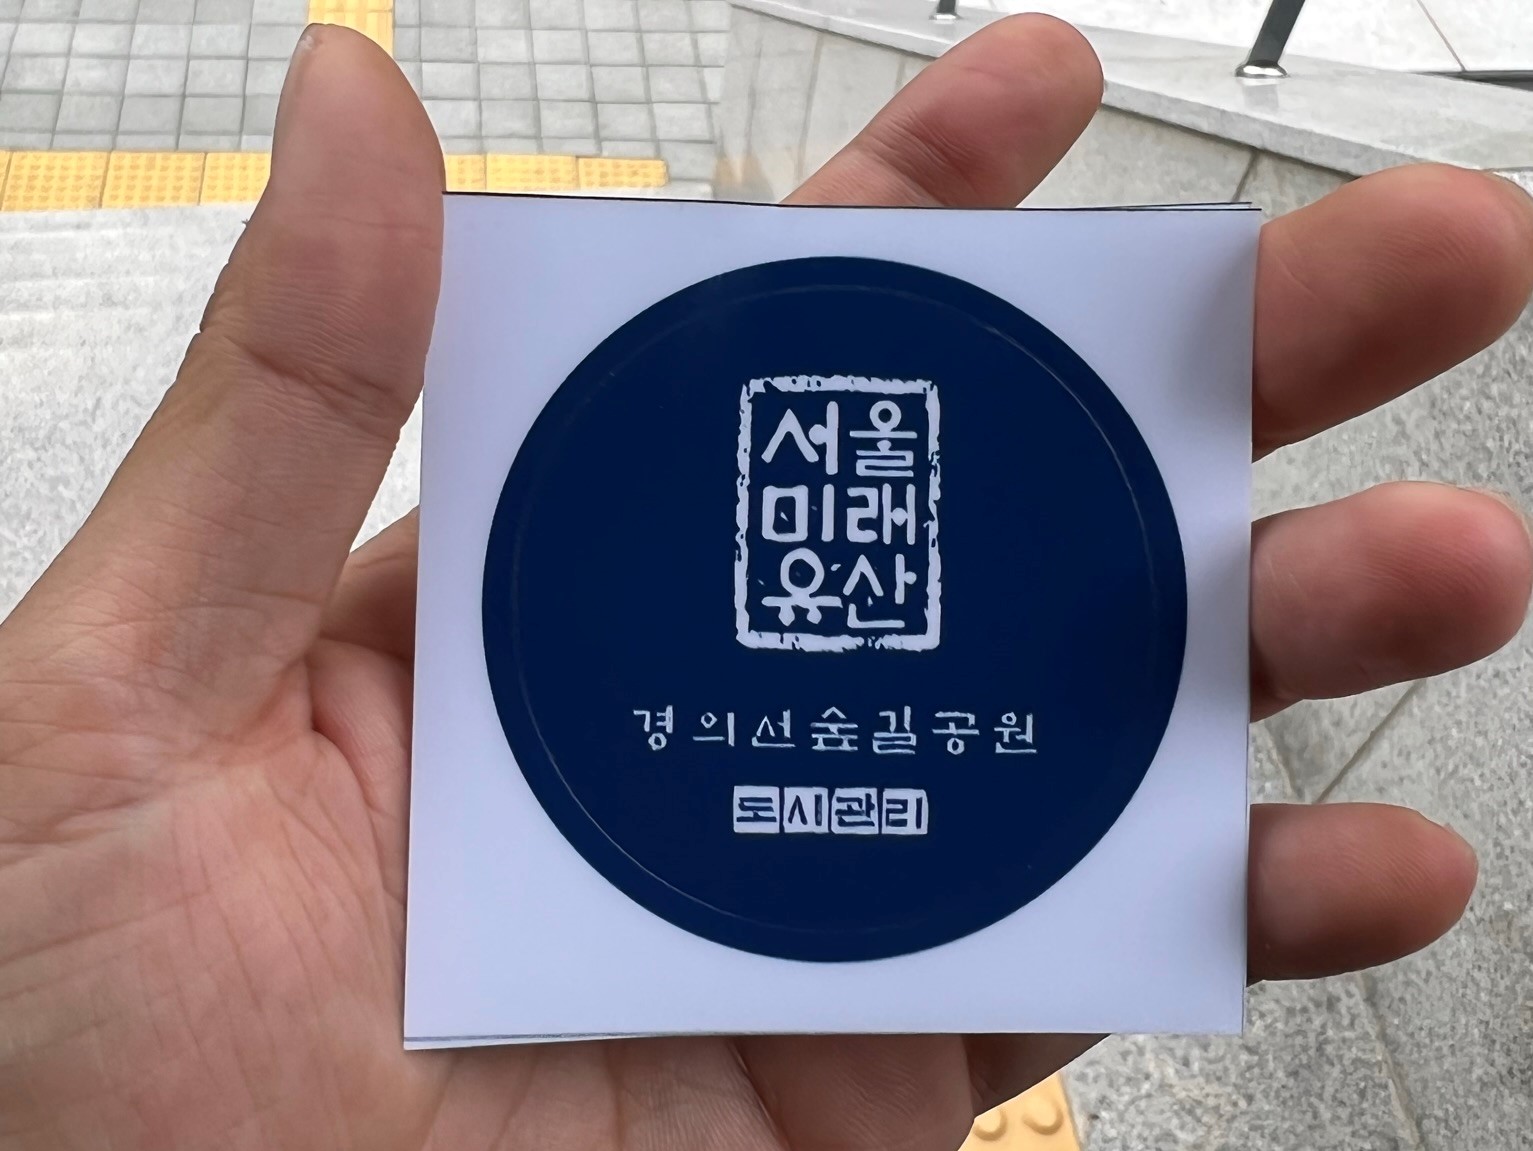 서울
미래
유산
경의선숲길공원
도시관리